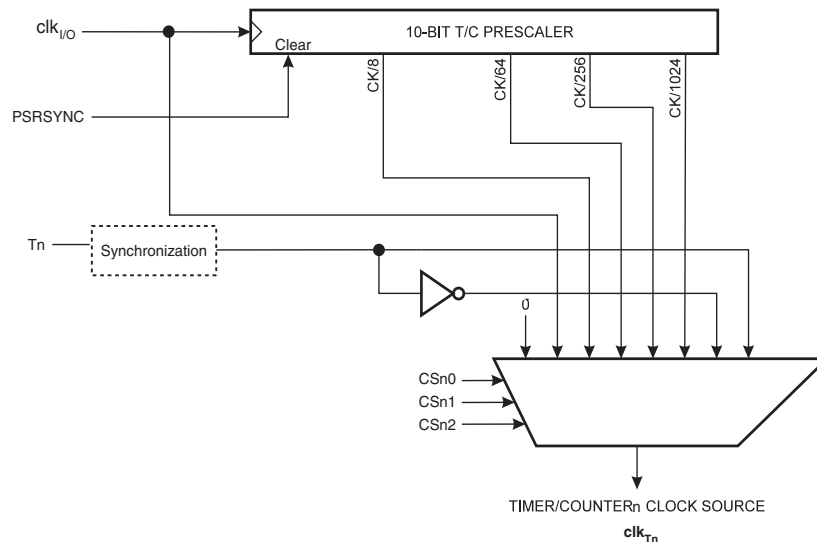 clkI/O
10-BIT T/C PRESCALER
Clear
CK/8
CK/64
CK/256
CK/1024
PSRSYNC
Tn
Synchronization
0
CSn0
CSn1
CSn2
TIMER/COUNTERn CLOCK SOURCE
clkTn